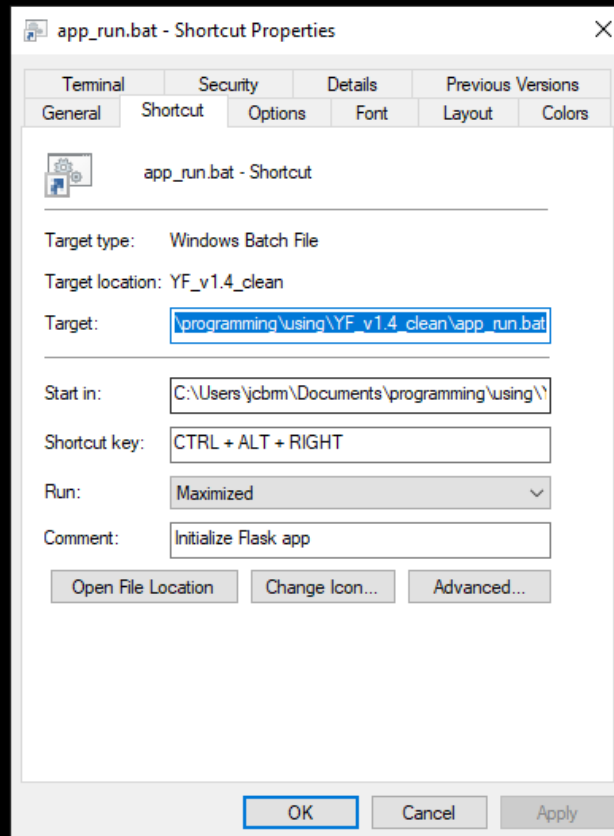 app_run.bat - Shortcut Properties
Terminal Security Details Previous Versions
General Shortcut Options Font Layout Colors
app_run.bat - Shortcut
Target type: Windows Batch File
Target location: YF_v1.4_clean
Target: \programming\using\YF_v1.4_clean\app_run.bat
Start in: C:\Users\jcbrm\Documents\programming\using\Y
Shortcut key: CTRL + ALT + RIGHT
Run: Maximized
Comment: Initialize Flask app
Open File Location Change Icon... Advanced...
OK Cancel Apply